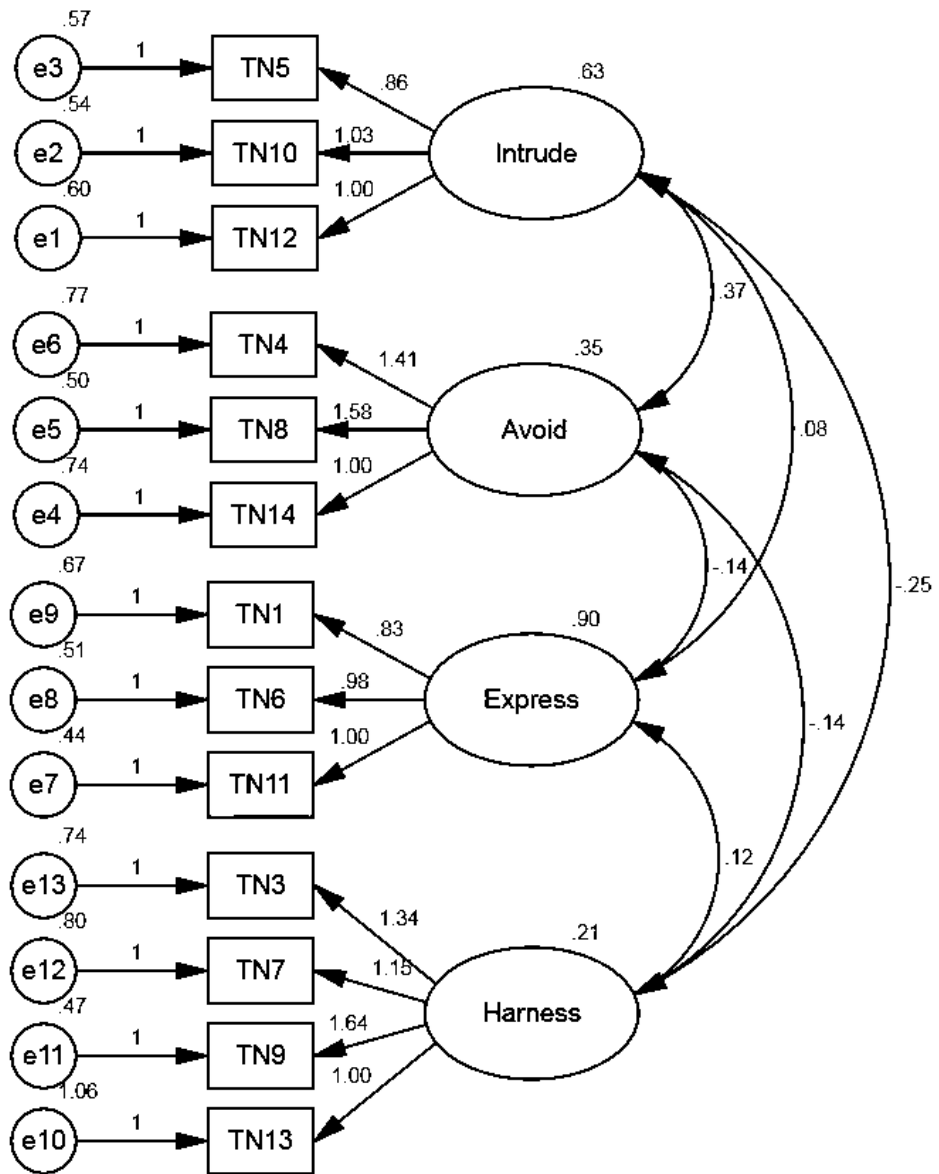 .57
e3 1 TN5 .86 .63
.54
e2 1 TN10 1.03 Intrude
.60
e1 1 TN12 1.00
.37
.77
e6 1 TN4 1.41 .35
.50
e5 1 TN8 1.58 Avoid .08
.74
e4 1 TN14 1.00
-.14
-.25
.67
e9 1 TN1 .83 .90
.51
e8 1 TN6 .98 Express -.14
.44
e7 1 TN11 1.00
.12
.74
e13 1 TN3 1.34 .21
.80
e12 1 TN7 1.15 Harness
.47
e11 1 TN9 1.64
1.06 1.00
e10 1 TN13